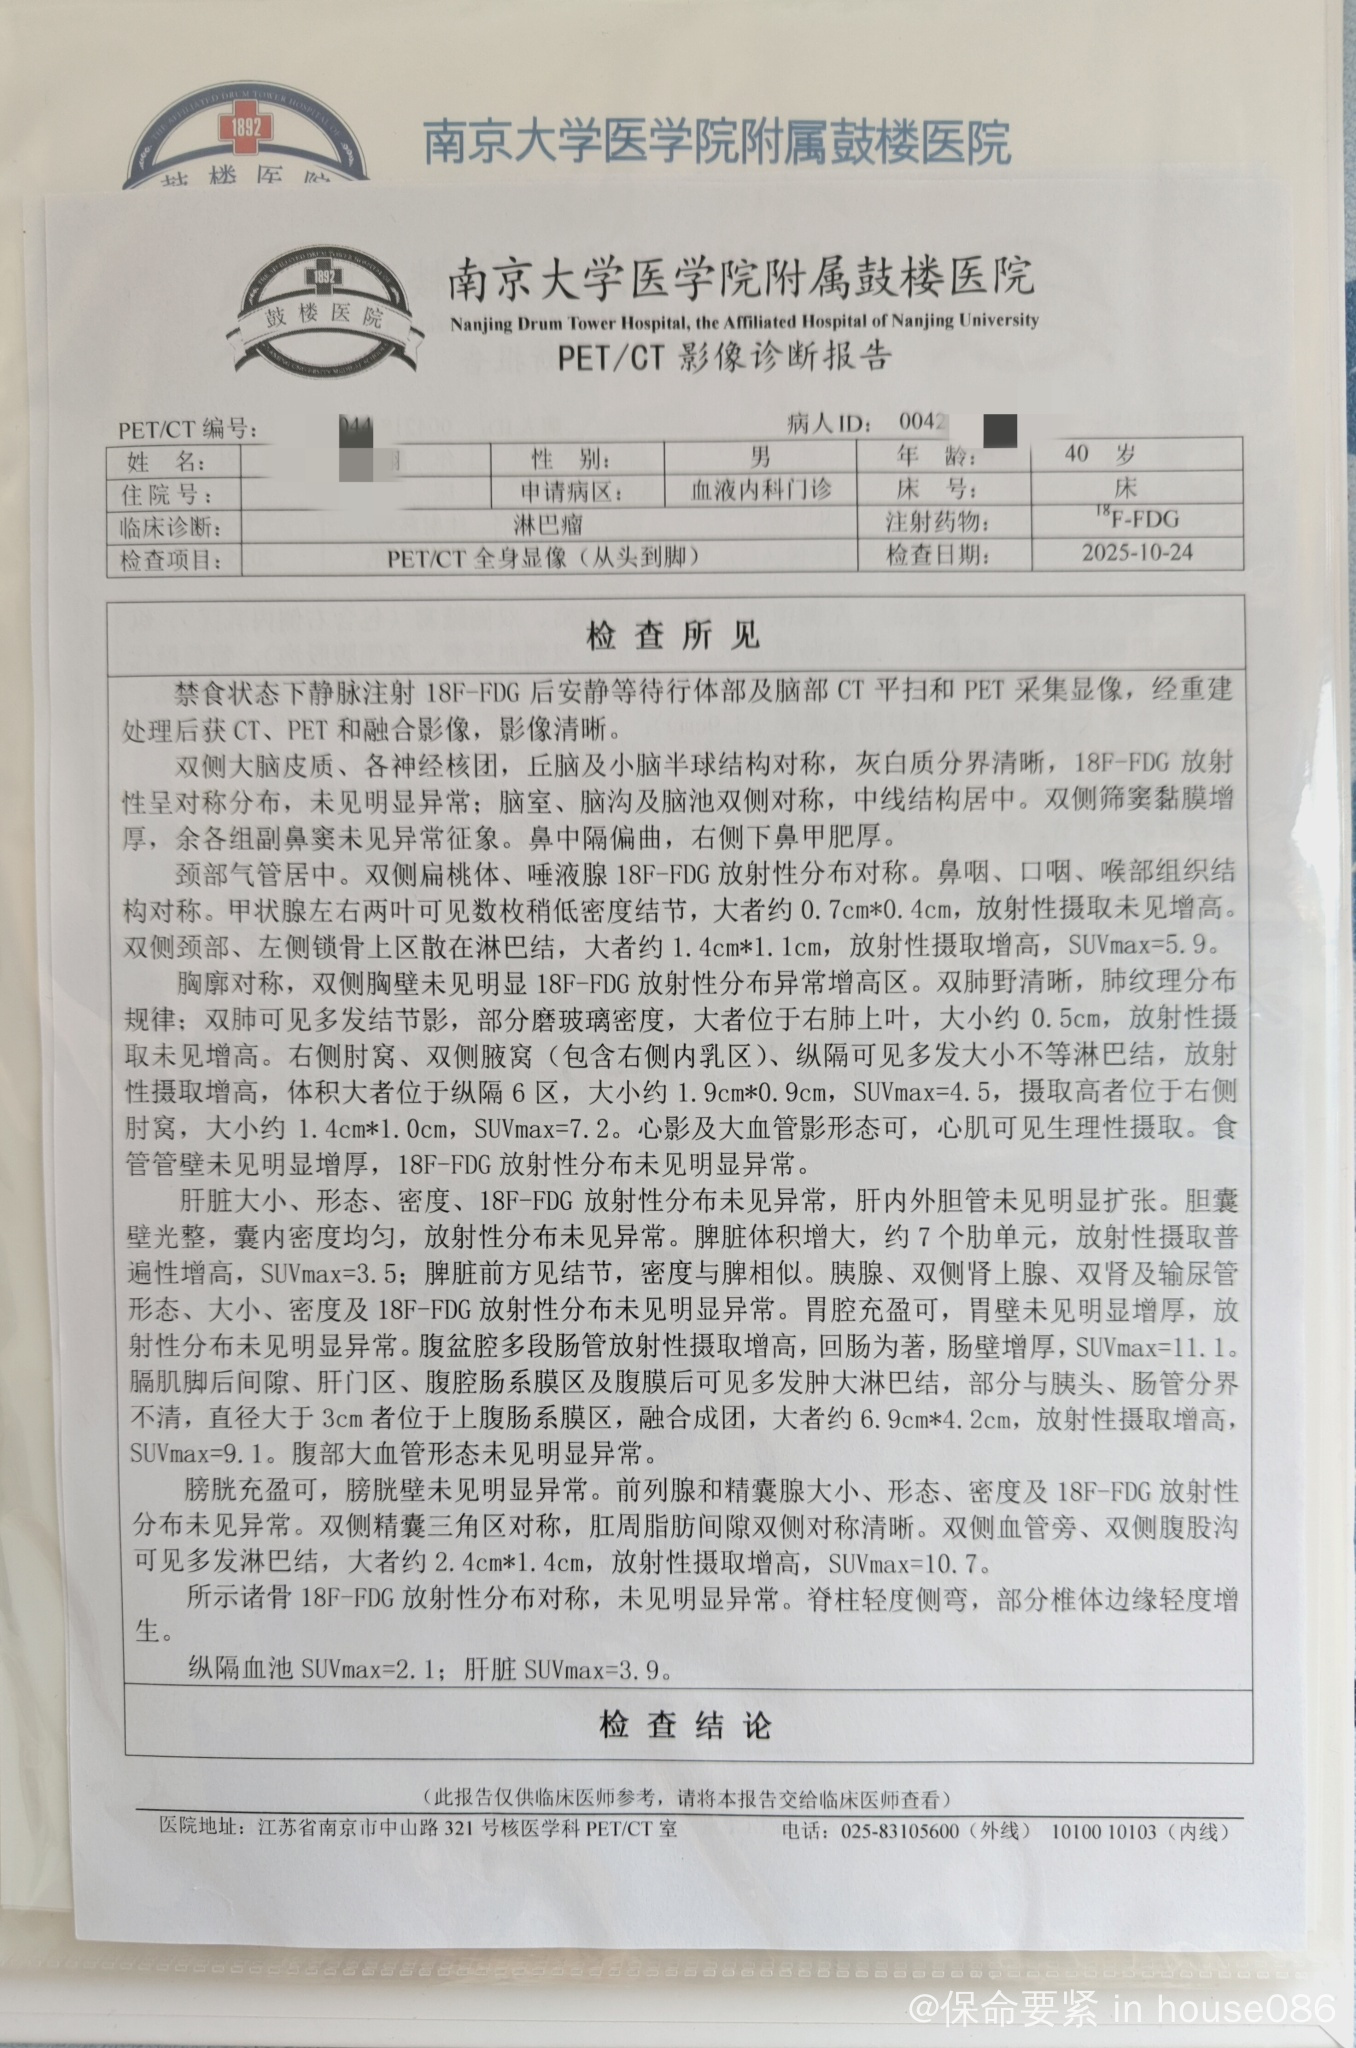 1892
鼓楼医院
南京大学医学院附属鼓楼医院
1892
鼓楼医院
南京大学医学院附属鼓楼医院
Nanjing Drum Tower Hospital, the Affiliated Hospital of Nanjing University
PET/CT 影像诊断报告
PET/CT 编号： 病人 ID： 0042
姓 名： 性 别： 男 年 龄： 40 岁
住院号： 申请病区： 血液内科门诊 床 号： 床
临床诊断： 淋巴瘤 注射药物： ¹⁸F-FDG
检查项目： PET/CT 全身显像（从头到脚） 检查日期： 2025-10-24
检 查 所 见
禁食状态下静脉注射 18F-FDG 后安静等待行体部及脑部 CT 平扫和 PET 采集显像，经重建
处理后获 CT、PET 和融合影像，影像清晰。
双侧大脑皮质、各神经核团，丘脑及小脑半球结构对称，灰白质分界清晰，18F-FDG 放射
性呈对称分布，未见明显异常；脑室、脑沟及脑池双侧对称，中线结构居中。双侧筛窦黏膜增
厚，余各组副鼻窦未见异常征象。鼻中隔偏曲，右侧下鼻甲肥厚。
颈部气管居中。双侧扁桃体、唾液腺 18F-FDG 放射性分布对称。鼻咽、口咽、喉部组织结
构对称。甲状腺左右两叶可见数枚稍低密度结节，大者约 0.7cm*0.4cm，放射性摄取未见增高。
双侧颈部、左侧锁骨上区散在淋巴结，大者约 1.4cm*1.1cm，放射性摄取增高，SUVmax=5.9。
胸廓对称，双侧胸壁未见明显 18F-FDG 放射性分布异常增高区。双肺野清晰，肺纹理分布
规律；双肺可见多发结节影，部分磨玻璃密度，大者位于右肺上叶，大小约 0.5cm，放射性摄
取未见增高。右侧肘窝、双侧腋窝（包含右侧内乳区）、纵隔可见多发大小不等淋巴结，放射
性摄取增高，体积大者位于纵隔 6 区，大小约 1.9cm*0.9cm，SUVmax=4.5，摄取高者位于右侧
肘窝，大小约 1.4cm*1.0cm，SUVmax=7.2。心影及大血管影形态可，心肌可见生理性摄取。食
管管壁未见明显增厚，18F-FDG 放射性分布未见明显异常。
肝脏大小、形态、密度、18F-FDG 放射性分布未见异常，肝内外胆管未见明显扩张。胆囊
壁光整，囊内密度均匀，放射性分布未见异常。脾脏体积增大，约 7 个肋单元，放射性摄取普
遍性增高，SUVmax=3.5；脾脏前方见结节，密度与脾相似。胰腺、双侧肾上腺、双肾及输尿管
形态、大小、密度及 18F-FDG 放射性分布未见明显异常。胃腔充盈可，胃壁未见明显增厚，放
射性分布未见明显异常。腹盆腔多段肠管放射性摄取增高，回肠为著，肠壁增厚，SUVmax=11.1。
膈肌脚后间隙、肝门区、腹腔肠系膜区及腹膜后可见多发肿大淋巴结，部分与胰头、肠管分界
不清，直径大于 3cm 者位于上腹肠系膜区，融合成团，大者约 6.9cm*4.2cm，放射性摄取增高，
SUVmax=9.1。腹部大血管形态未见明显异常。
膀胱充盈可，膀胱壁未见明显异常。前列腺和精囊腺大小、形态、密度及 18F-FDG 放射性
分布未见异常。双侧精囊三角区对称，肛周脂肪间隙双侧对称清晰。双侧血管旁、双侧腹股沟
可见多发淋巴结，大者约 2.4cm*1.4cm，放射性摄取增高，SUVmax=10.7。
所示诸骨 18F-FDG 放射性分布对称，未见明显异常。脊柱轻度侧弯，部分椎体边缘轻度增
生。
纵隔血池 SUVmax=2.1；肝脏 SUVmax=3.9。
检 查 结 论
（此报告仅供临床医师参考，请将本报告交给临床医师查看）
医院地址：江苏省南京市中山路 321 号核医学科 PET/CT 室 电话：025-83105600（外线） 10100 10103（内线）
@保命要紧 in house086